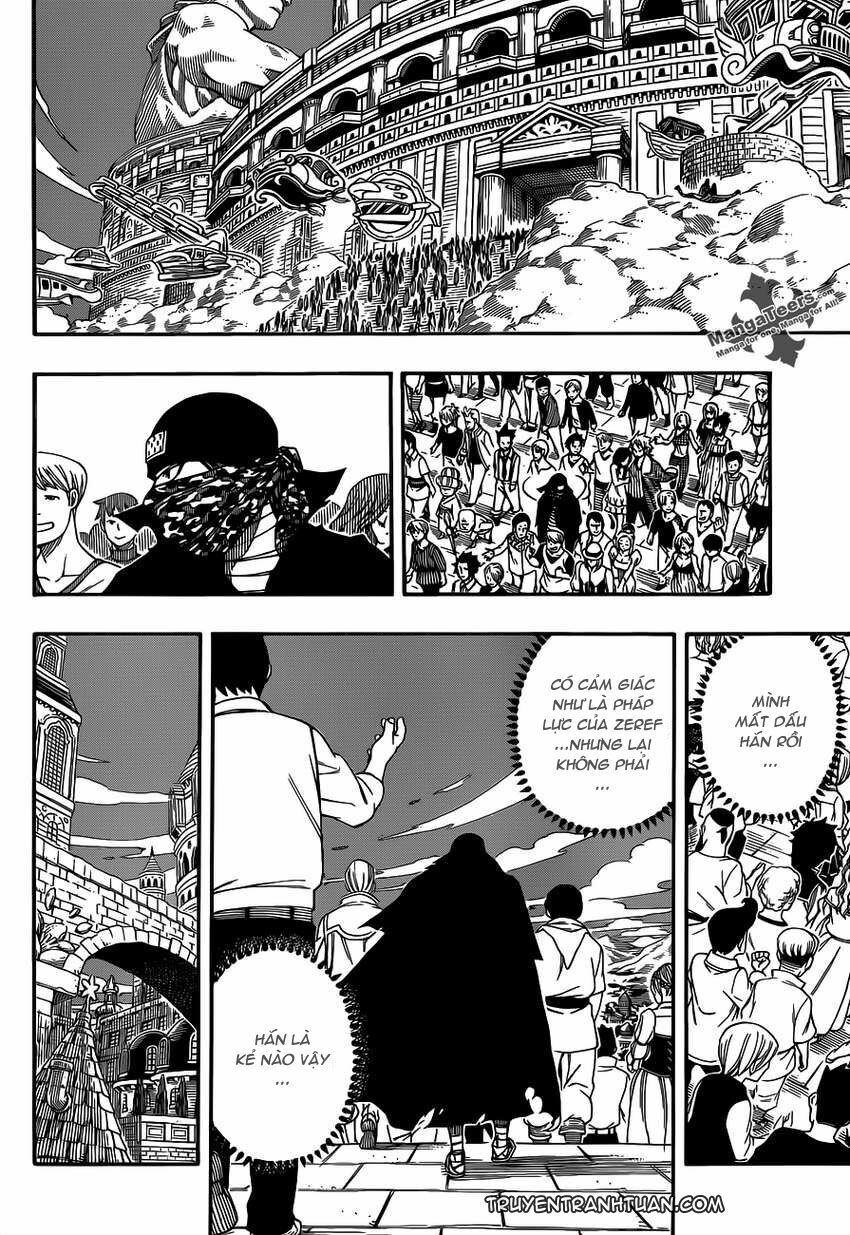 MangaTeers.com
Manga for one, Manga for All!
CÓ CẢM GIÁC
NHƯ LÀ PHÁP
LỰC CỦA ZEREF
...NHƯNG LẠI
KHÔNG PHẢI
...
MÌNH
MẤT DẤU
HẮN RỒI
...
HẮN LÀ
KẺ NÀO VẬY
...
TRUYENTRANHTUAN.COM